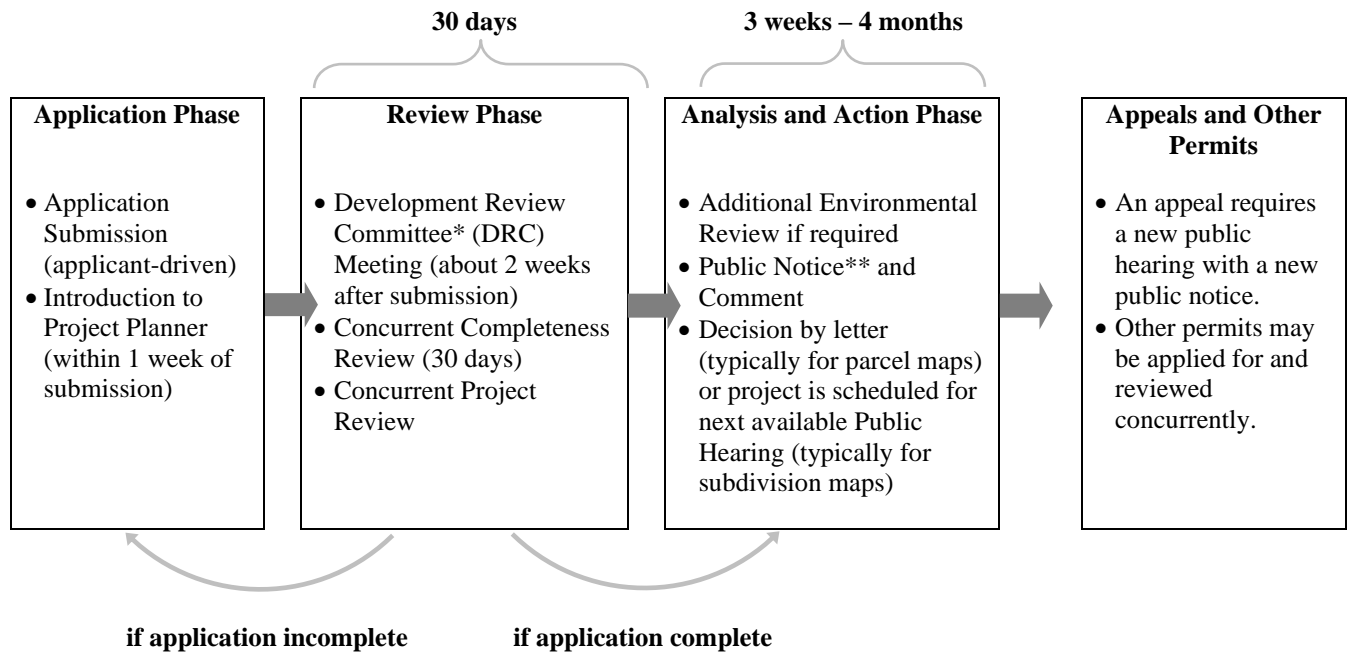 30 days
3 weeks – 4 months
Application Phase
• Application
Submission
(applicant-driven)
• Introduction to
Project Planner
(within 1 week of
submission)
Review Phase
• Development Review
Committee* (DRC)
Meeting (about 2 weeks
after submission)
• Concurrent Completeness
Review (30 days)
• Concurrent Project
Review
Analysis and Action Phase
• Additional Environmental
Review if required
• Public Notice** and
Comment
• Decision by letter
(typically for parcel maps)
or project is scheduled for
next available Public
Hearing (typically for
subdivision maps)
Appeals and Other
Permits
• An appeal requires
a new public
hearing with a new
public notice.
• Other permits may
be applied for and
reviewed
concurrently.
if application incomplete
if application complete